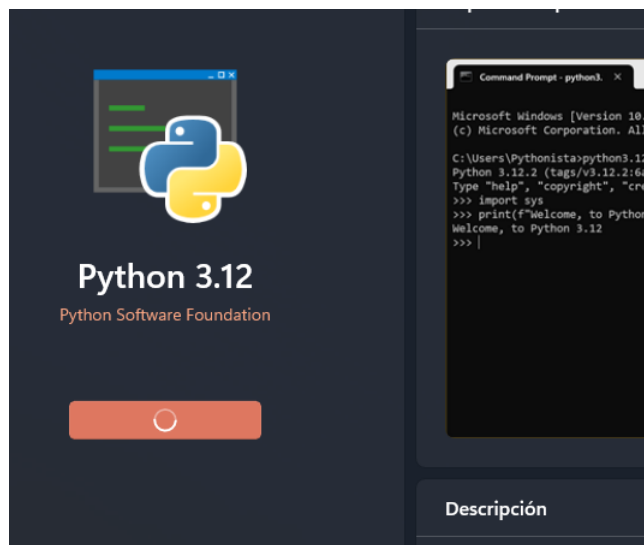 Python 3.12
Python Software Foundation
Command Prompt - python3.
Microsoft Windows [Version 10.
(c) Microsoft Corporation. All
C:\Users\Pythonista>python3.12
Python 3.12.2 (tags/v3.12.2:6a
Type "help", "copyright", "cre
>>> import sys
>>> print(f"Welcome, to Python
Welcome, to Python 3.12
>>>
Descripción